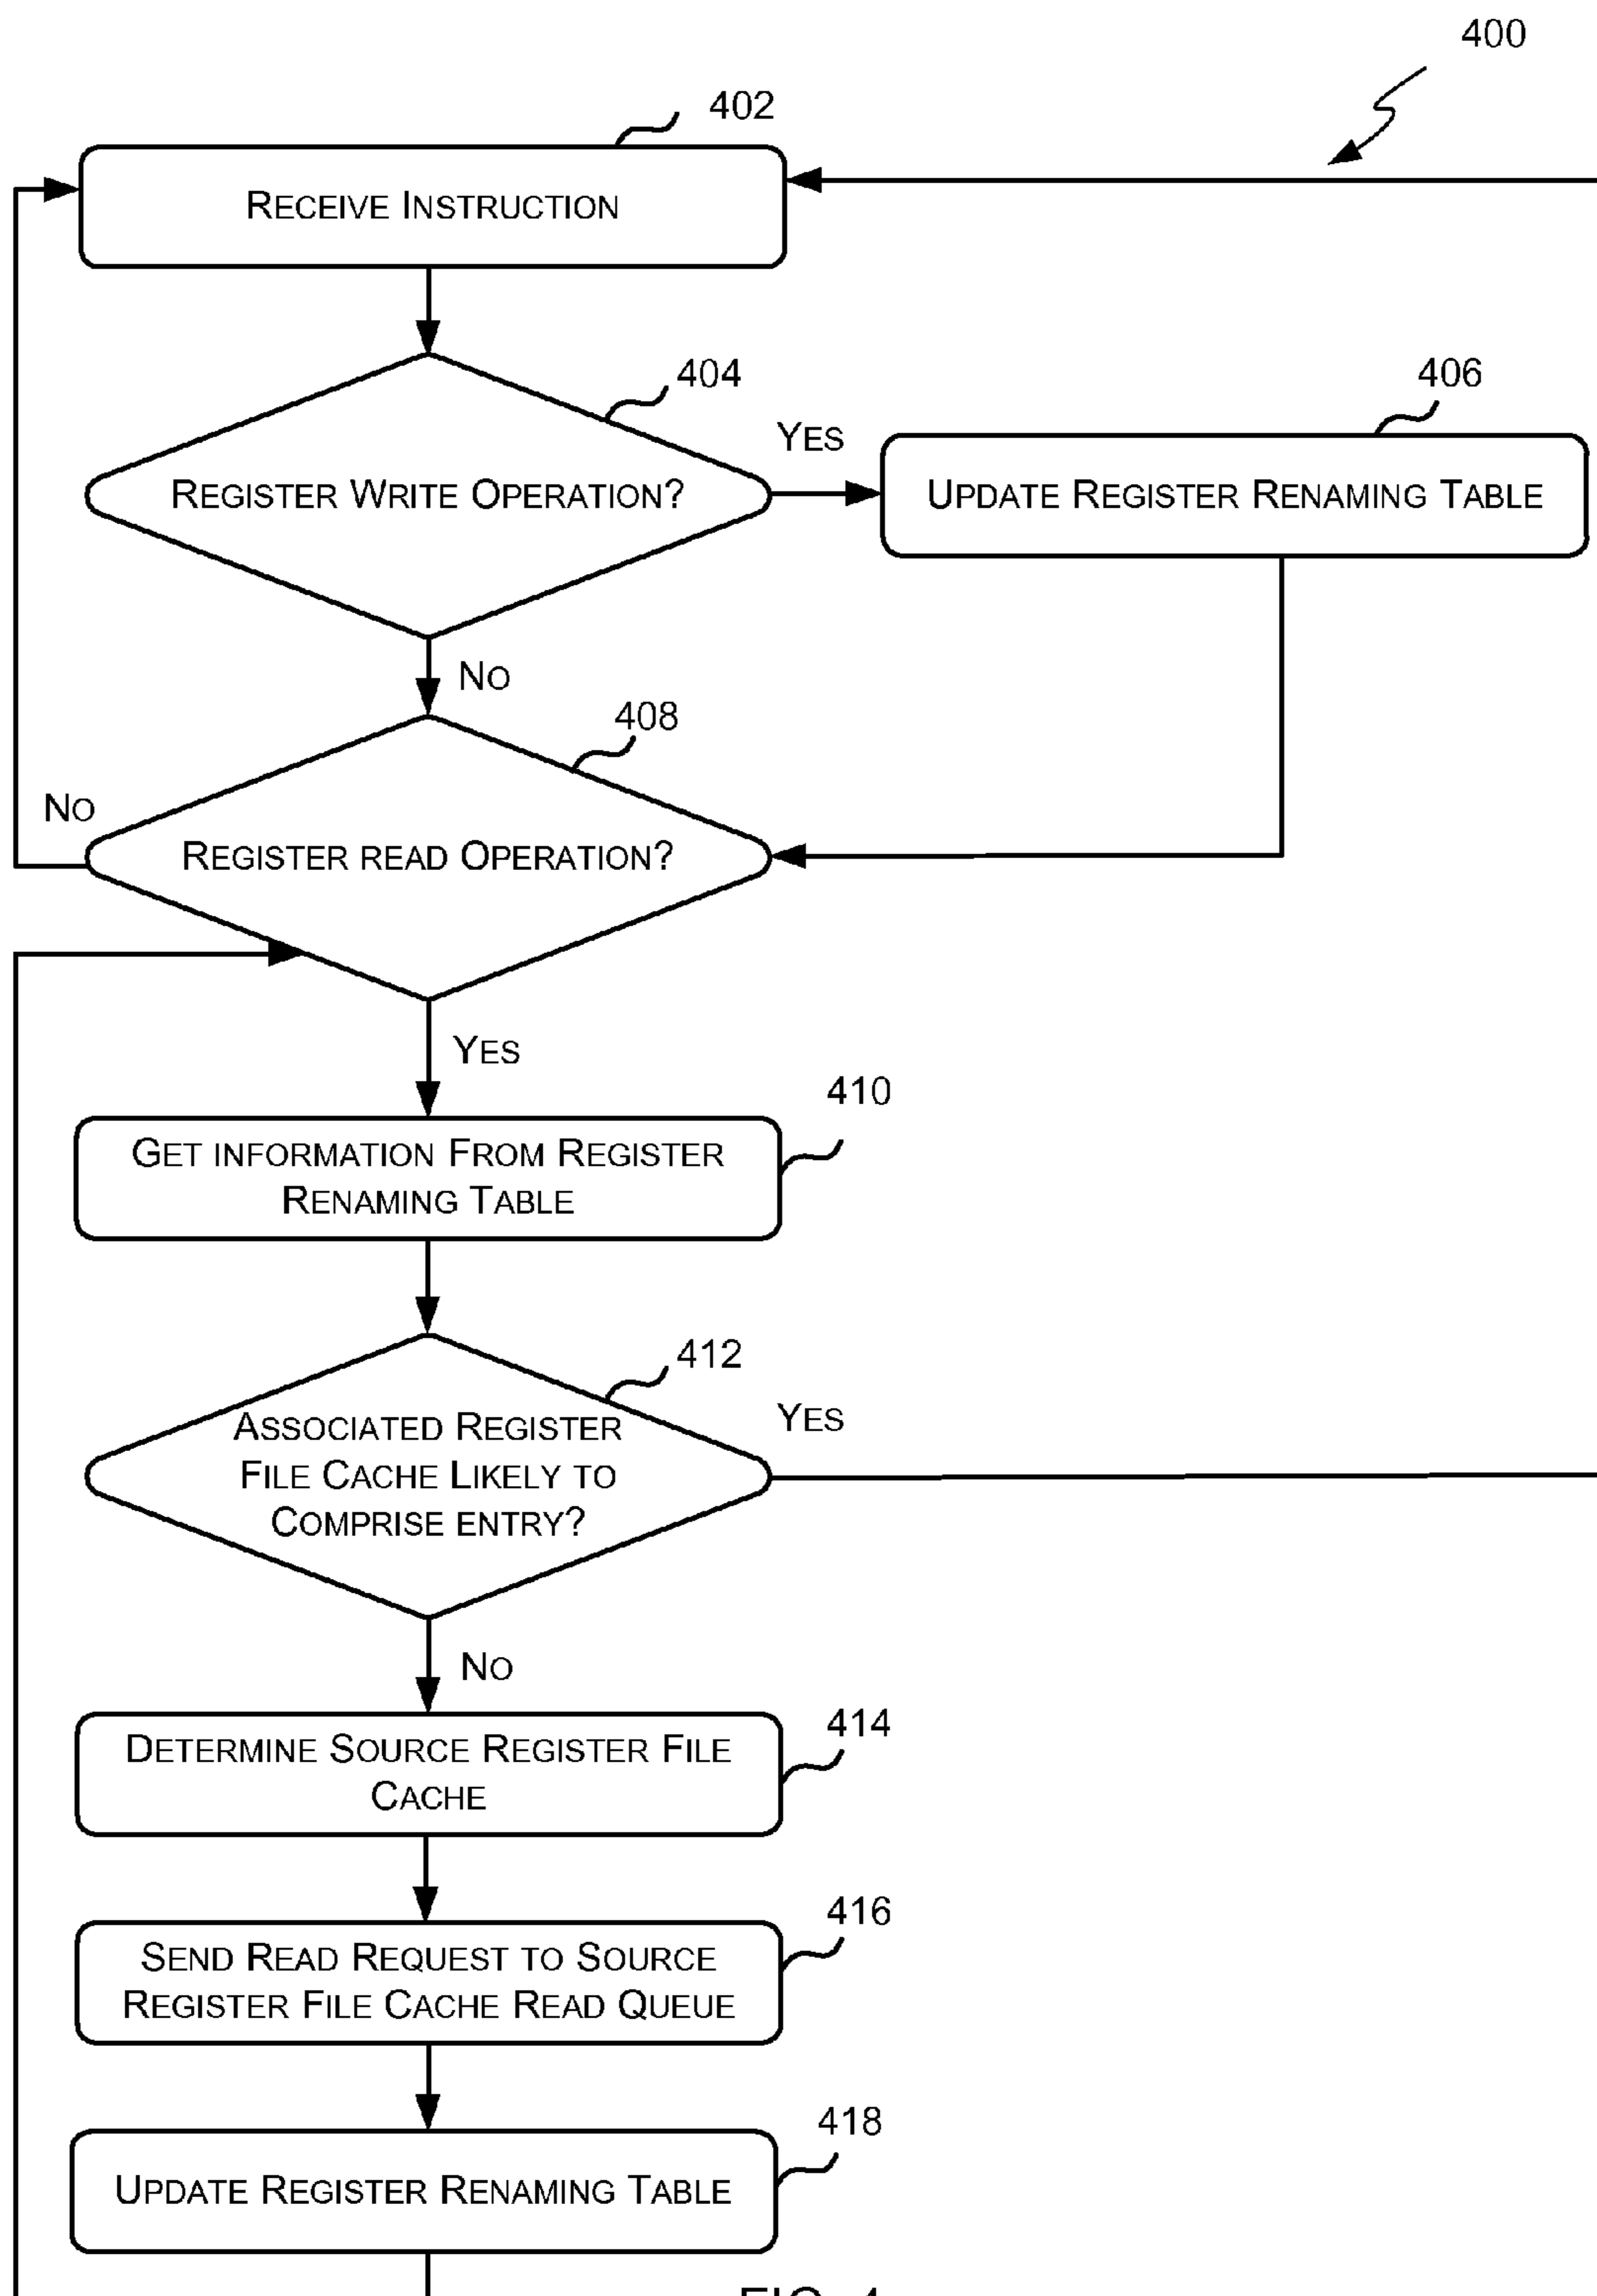 400
402
RECEIVE INSTRUCTION
404
REGISTER WRITE OPERATION?
YES
406
UPDATE REGISTER RENAMING TABLE
NO
408
REGISTER READ OPERATION?
NO
YES
410
GET INFORMATION FROM REGISTER
RENAMING TABLE
412
ASSOCIATED REGISTER
FILE CACHE LIKELY TO
COMPRISE ENTRY?
YES
NO
414
DETERMINE SOURCE REGISTER FILE
CACHE
416
SEND READ REQUEST TO SOURCE
REGISTER FILE CACHE READ QUEUE
418
UPDATE REGISTER RENAMING TABLE